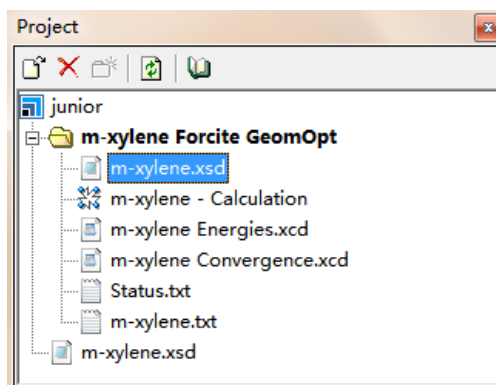 Project
junior
m-xylene Forcite GeomOpt
m-xylene.xsd
m-xylene - Calculation
m-xylene Energies.xcd
m-xylene Convergence.xcd
Status.txt
m-xylene.txt
m-xylene.xsd